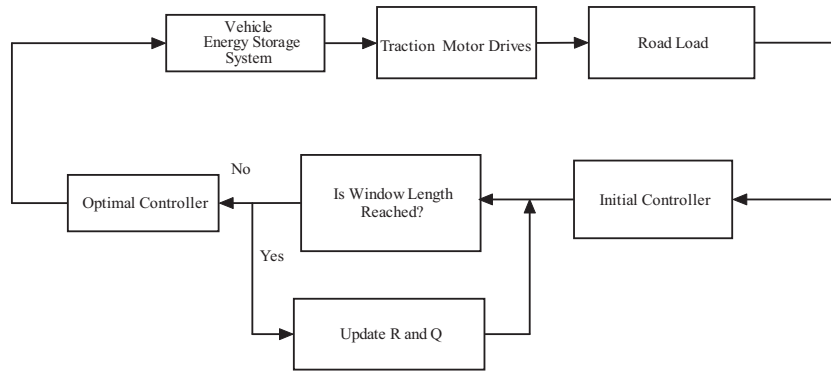 Vehicle
Energy Storage
System
Traction Motor Drives
Road Load
No
Optimal Controller
Is Window Length
Reached?
Initial Controller
Yes
Update R and Q